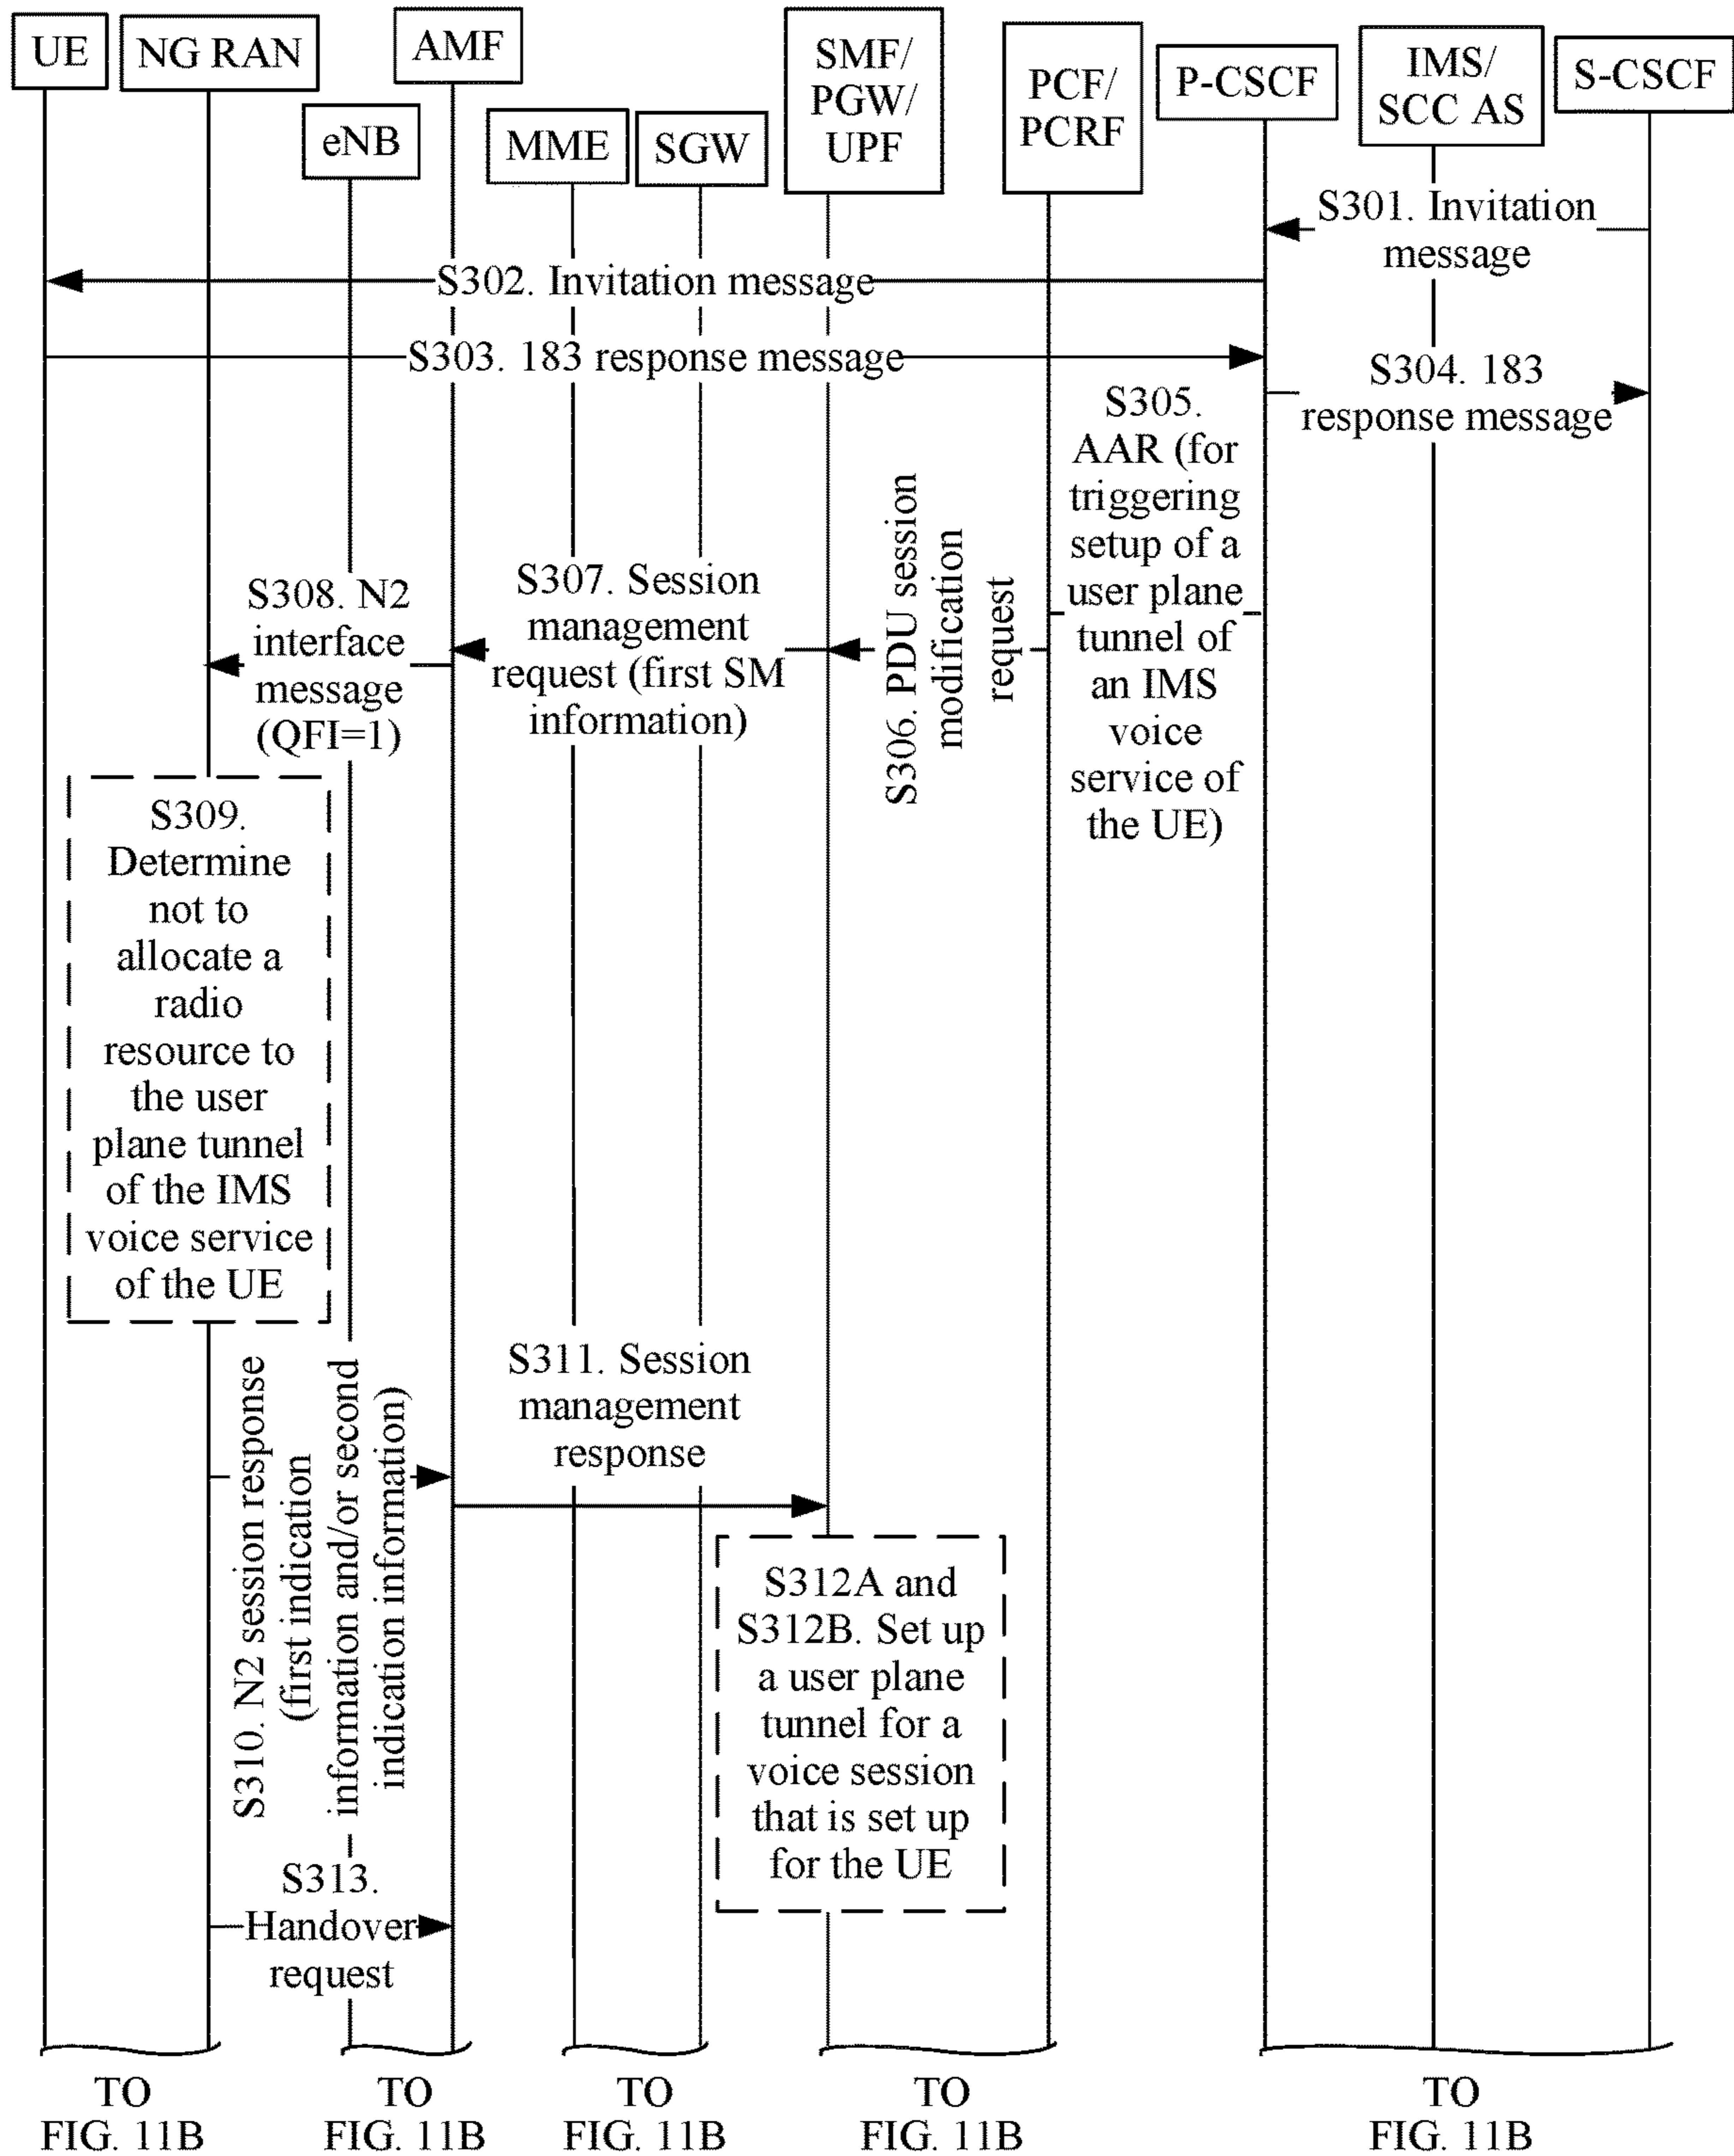 UE
NG RAN
AMF
eNB
MME
SGW
SMF/
PGW/
UPF
PCF/
PCRF
P-CSCF
IMS/
SCC AS
S-CSCF
S301. Invitation
message
S302. Invitation message
S303. 183 response message
S304. 183
response message
S305.
AAR (for
triggering
setup of a
user plane
tunnel of
an IMS
voice
service of
the UE)
S306. PDU session
modification
request
S307. Session
management
request (first SM
information)
S308. N2
interface
message
(QFI=1)
S309.
Determine
not to
allocate a
radio
resource to
the user
plane tunnel
of the IMS
voice service
of the UE
S310. N2 session response
(first indication
information and/or second
indication information)
S311. Session
management
response
S312A and
S312B. Set up
a user plane
tunnel for a
voice session
that is set up
for the UE
S313.
Handover
request
TO
FIG. 11B
TO
FIG. 11B
TO
FIG. 11B
TO
FIG. 11B
TO
FIG. 11B